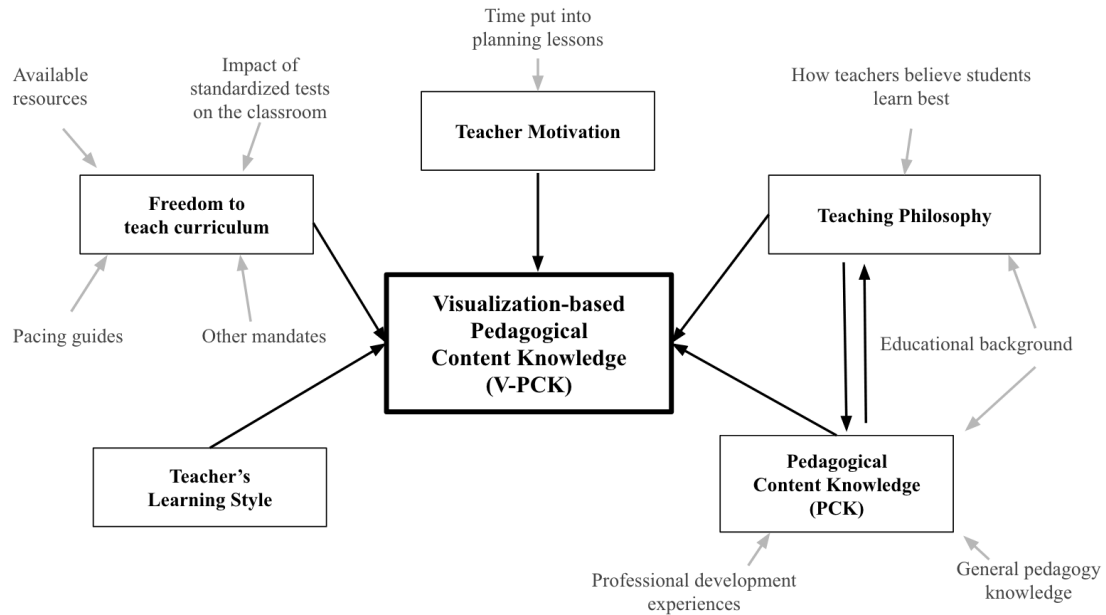 Time put into
planning lessons
Available
resources
Impact of
standardized tests
on the classroom
How teachers believe students
learn best
Teacher Motivation
Freedom to
teach curriculum
Teaching Philosophy
Pacing guides
Other mandates
Visualization-based
Pedagogical
Content Knowledge
(V-PCK)
Educational background
Teacher’s
Learning Style
Pedagogical
Content Knowledge
(PCK)
Professional development
experiences
General pedagogy
knowledge